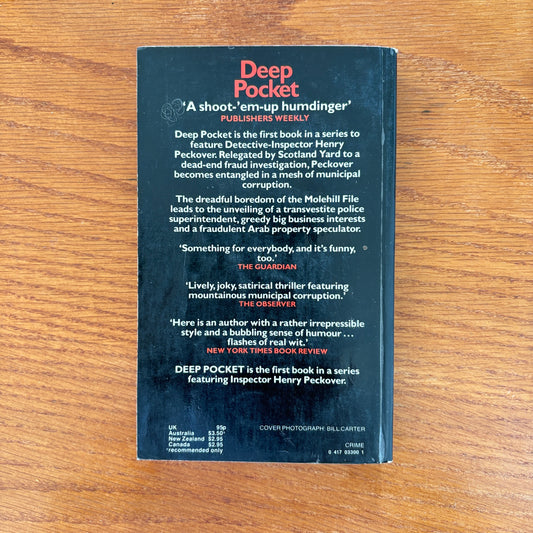 Deep
Pocket
‘A shoot-’em-up humdinger’
PUBLISHERS WEEKLY
Deep Pocket is the first book in a series to
feature Detective-Inspector Henry
Peckover. Relegated by Scotland Yard to a
dead-end fraud investigation, Peckover
becomes entangled in a mesh of municipal
corruption.
The dreadful boredom of the Molehill File
leads to the unveiling of a transvestite police
superintendent, greedy big business interests
and a fraudulent Arab property speculator.
‘Something for everybody, and it’s funny,
too.’
THE GUARDIAN
‘Lively, joky, satirical thriller featuring
mountainous municipal corruption.’
THE OBSERVER
‘Here is an author with a rather irrepressible
style and a bubbling sense of humour ...
flashes of real wit.’
NEW YORK TIMES BOOK REVIEW
DEEP POCKET is the first book in a series
featuring Inspector Henry Peckover.
UK 95p
Australia $3.50*
New Zealand $2.95
Canada $2.95
*recommended only
COVER PHOTOGRAPH: BILL CARTER
CRIME
0 417 03300 1